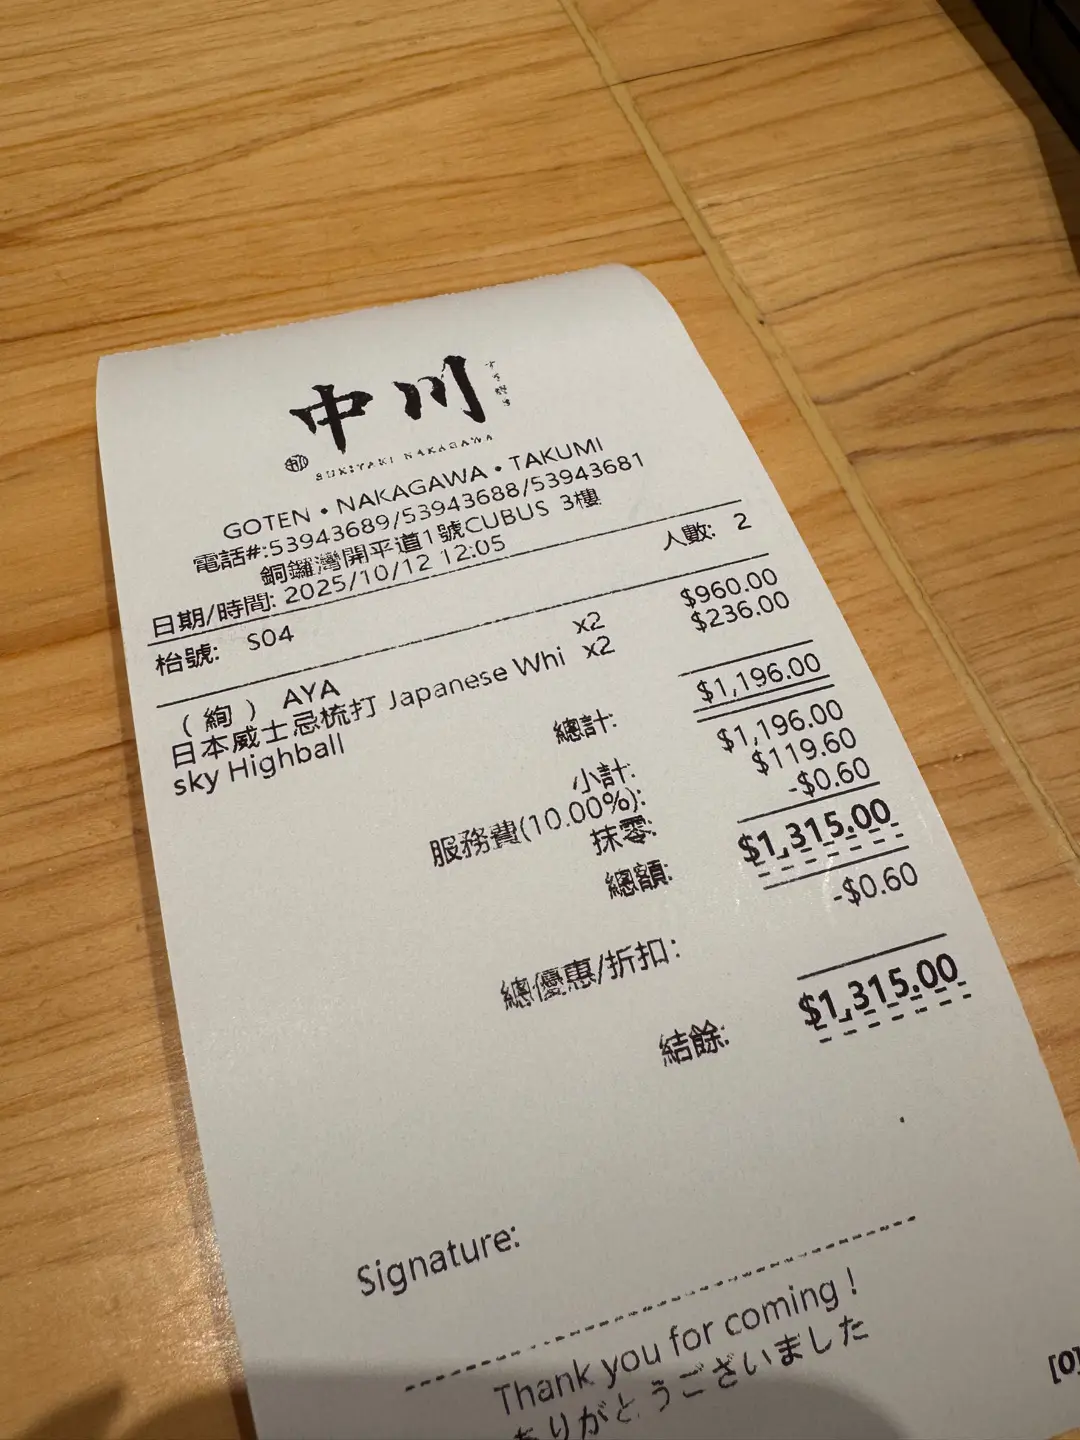 中川 すき焼き
SUKIYAKI NAKAGAWA
GOTEN • NAKAGAWA • TAKUMI
電話#:53943689/53943688/53943681
銅鑼灣開平道1號CUBUS 3樓
日期/時間: 2025/10/12 12:05
枱號: S04 人數: 2
(絢) AYA x2 $960.00
日本威士忌梳打 Japanese Whi x2 $236.00
sky Highball
總計: $1,196.00
小計: $1,196.00
服務費(10.00%): $119.60
抹零: -$0.60
總額: $1,315.00
總優惠/折扣: -$0.60
結餘: $1,315.00
Signature:
Thank you for coming !
ありがとうございました